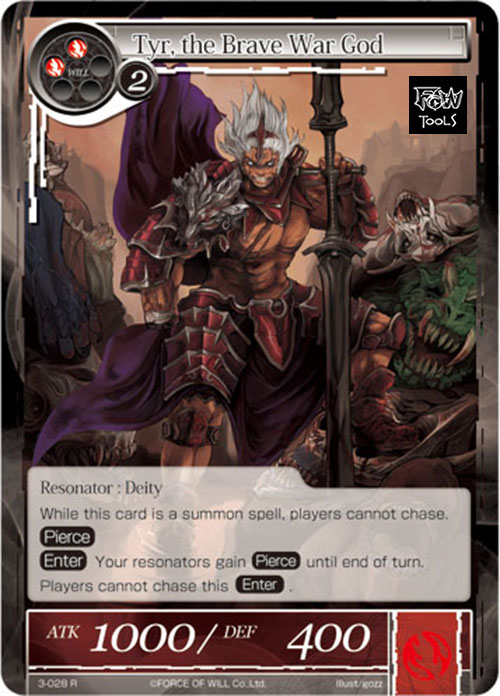 Tyr, the Brave War God
WILL
2
FOW
TOOLS
Resonator : Deity
While this card is a summon spell, players cannot chase.
Pierce
Enter Your resonators gain Pierce until end of turn.
Players cannot chase this Enter .
ATK 1000 / DEF 400
3-028 R ©FORCE OF WILL Co.,Ltd. Illust/gozz